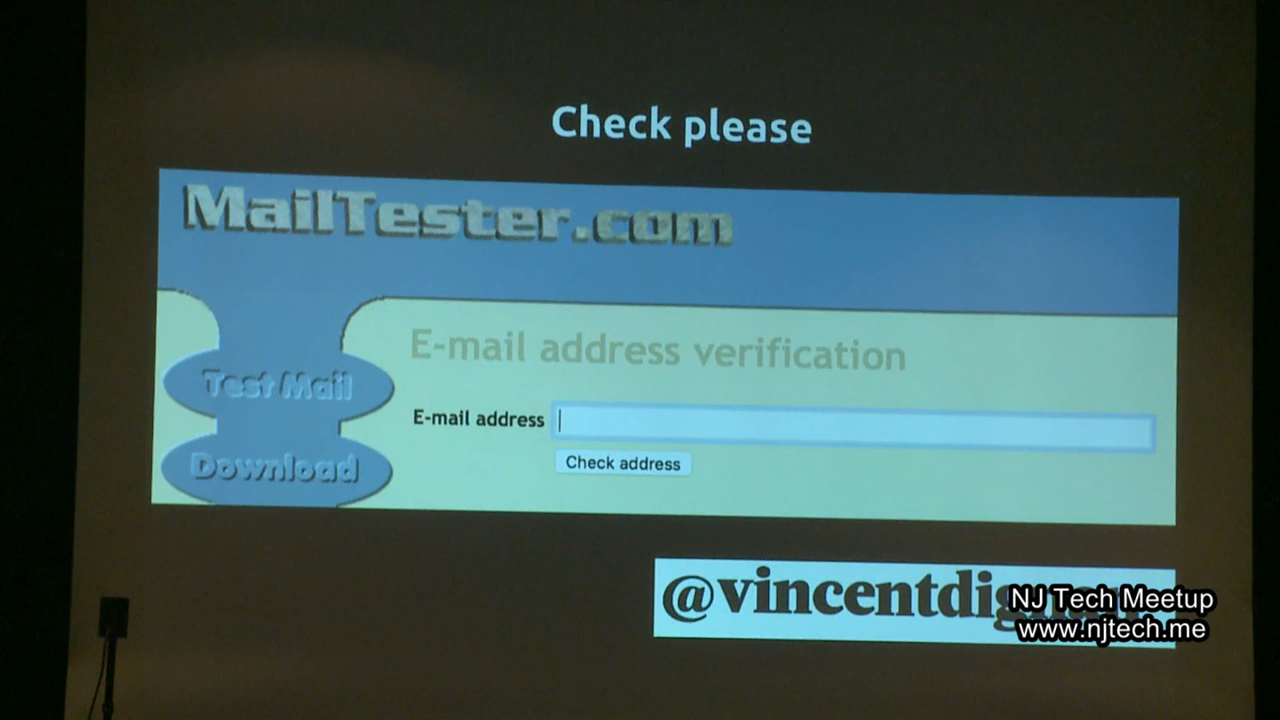 Check please
MailTester.com
E-mail address verification
Test Mail
E-mail address
Check address
Download
NJ Tech Meetup
www.njtech.me